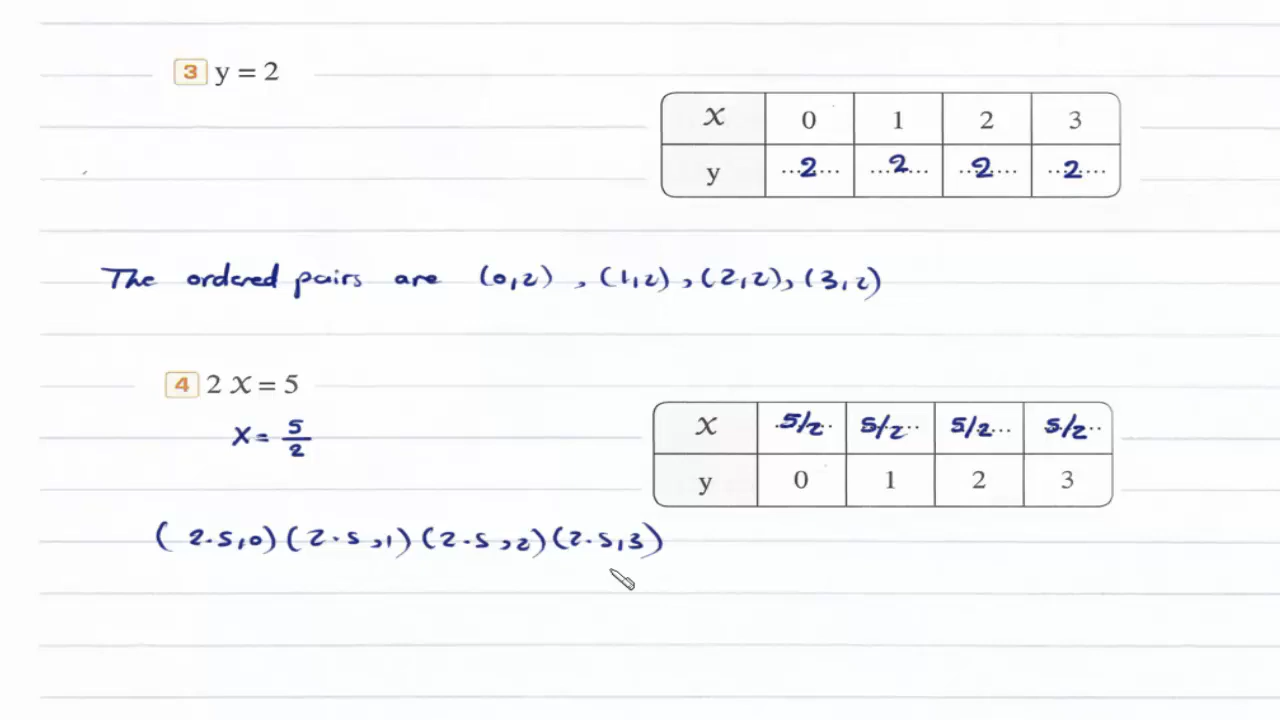 3 y = 2
x 0 1 2 3
y ...2... ...2... ...2... ...2...
The ordered pairs are (0,2) , (1,2) , (2,2) , (3,2)
4 2 x = 5
x = 5/2
x 5/2 5/2 5/2 5/2
y 0 1 2 3
(2.5,0) (2.5,1) (2.5,2) (2.5,3)